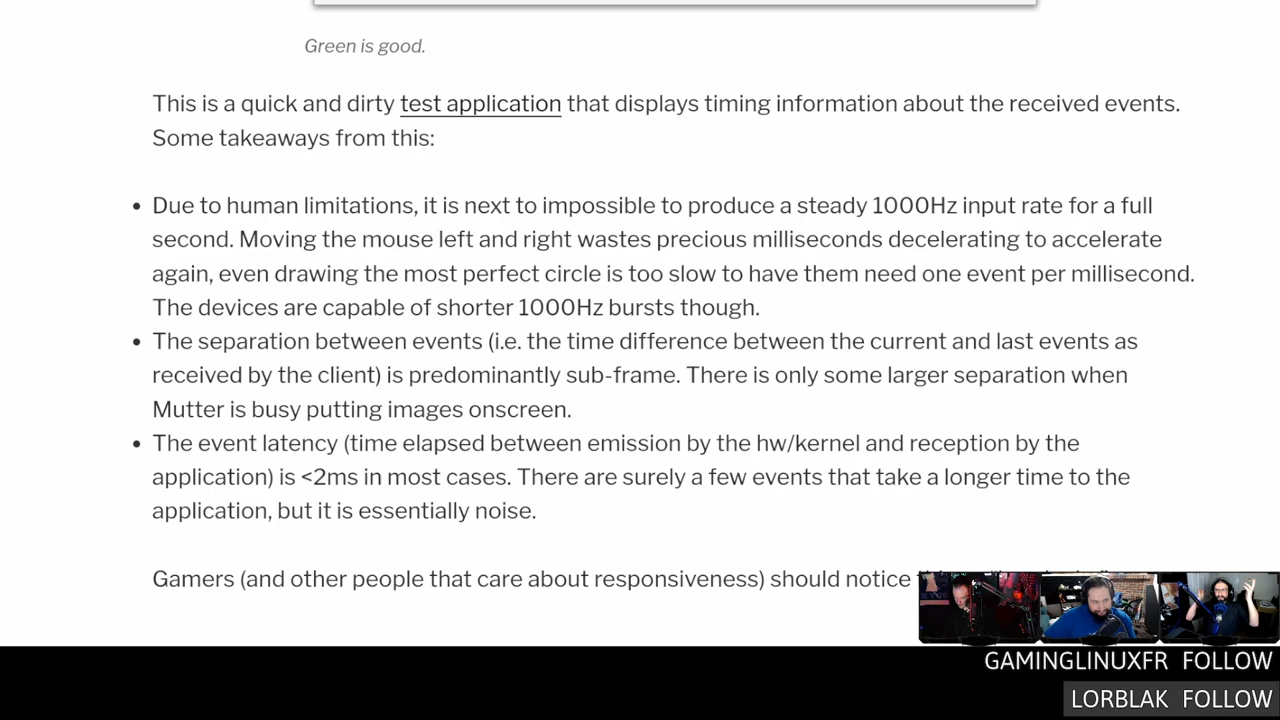 Green is good.
This is a quick and dirty test application that displays timing information about the received events.
Some takeaways from this:
• Due to human limitations, it is next to impossible to produce a steady 1000Hz input rate for a full
second. Moving the mouse left and right wastes precious milliseconds decelerating to accelerate
again, even drawing the most perfect circle is too slow to have them need one event per millisecond.
The devices are capable of shorter 1000Hz bursts though.
• The separation between events (i.e. the time difference between the current and last events as
received by the client) is predominantly sub-frame. There is only some larger separation when
Mutter is busy putting images onscreen.
• The event latency (time elapsed between emission by the hw/kernel and reception by the
application) is <2ms in most cases. There are surely a few events that take a longer time to the
application, but it is essentially noise.
Gamers (and other people that care about responsiveness) should notice
GAMINGLINUXFR FOLLOW
LORBLAK FOLLOW